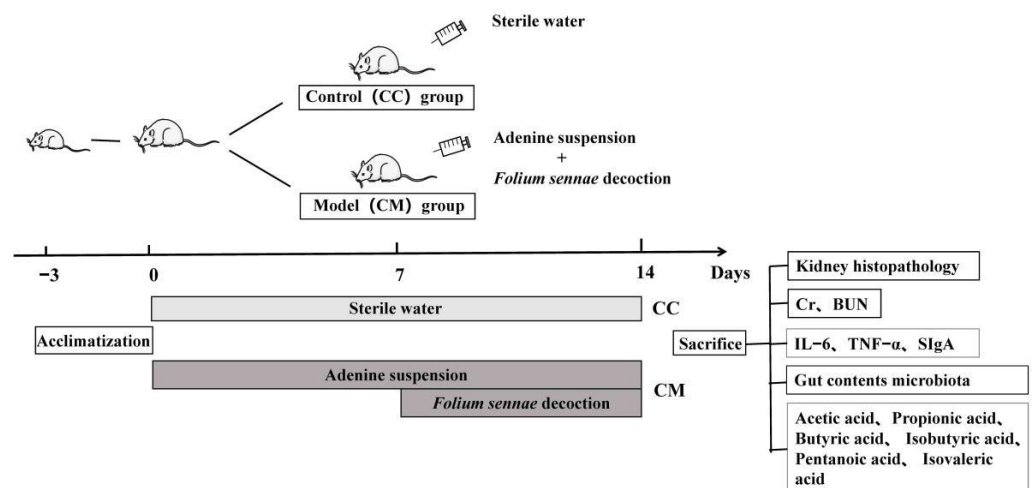 Sterile water
Control (CC) group
Adenine suspension
+
Folium sennae decoction
Model (CM) group
−3
0
7
14
Days
Sterile water
CC
Acclimatization
Adenine suspension
CM
Folium sennae decoction
Sacrifice
Kidney histopathology
Cr、BUN
IL−6、TNF−α、SIgA
Gut contents microbiota
Acetic acid、Propionic acid、
Butyric acid、 Isobutyric acid、
Pentanoic acid、 Isovaleric
acid